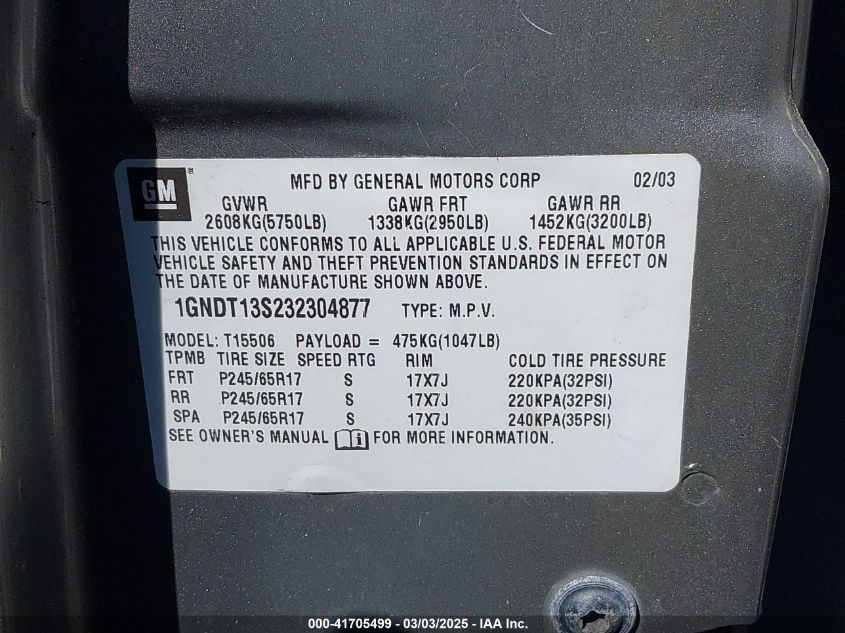 GM ® MFD BY GENERAL MOTORS CORP 02/03
GVWR GAWR FRT GAWR RR
2608KG(5750LB) 1338KG(2950LB) 1452KG(3200LB)
THIS VEHICLE CONFORMS TO ALL APPLICABLE U.S. FEDERAL MOTOR
VEHICLE SAFETY AND THEFT PREVENTION STANDARDS IN EFFECT ON
THE DATE OF MANUFACTURE SHOWN ABOVE.
1GNDT13S232304877 TYPE: M.P.V.
MODEL: T15506 PAYLOAD = 475KG(1047LB)
TPMB TIRE SIZE SPEED RTG RIM COLD TIRE PRESSURE
FRT P245/65R17 S 17X7J 220KPA(32PSI)
RR P245/65R17 S 17X7J 220KPA(32PSI)
SPA P245/65R17 S 17X7J 240KPA(35PSI)
SEE OWNER'S MANUAL FOR MORE INFORMATION.
000-41705499 — 03/03/2025 — IAA Inc.